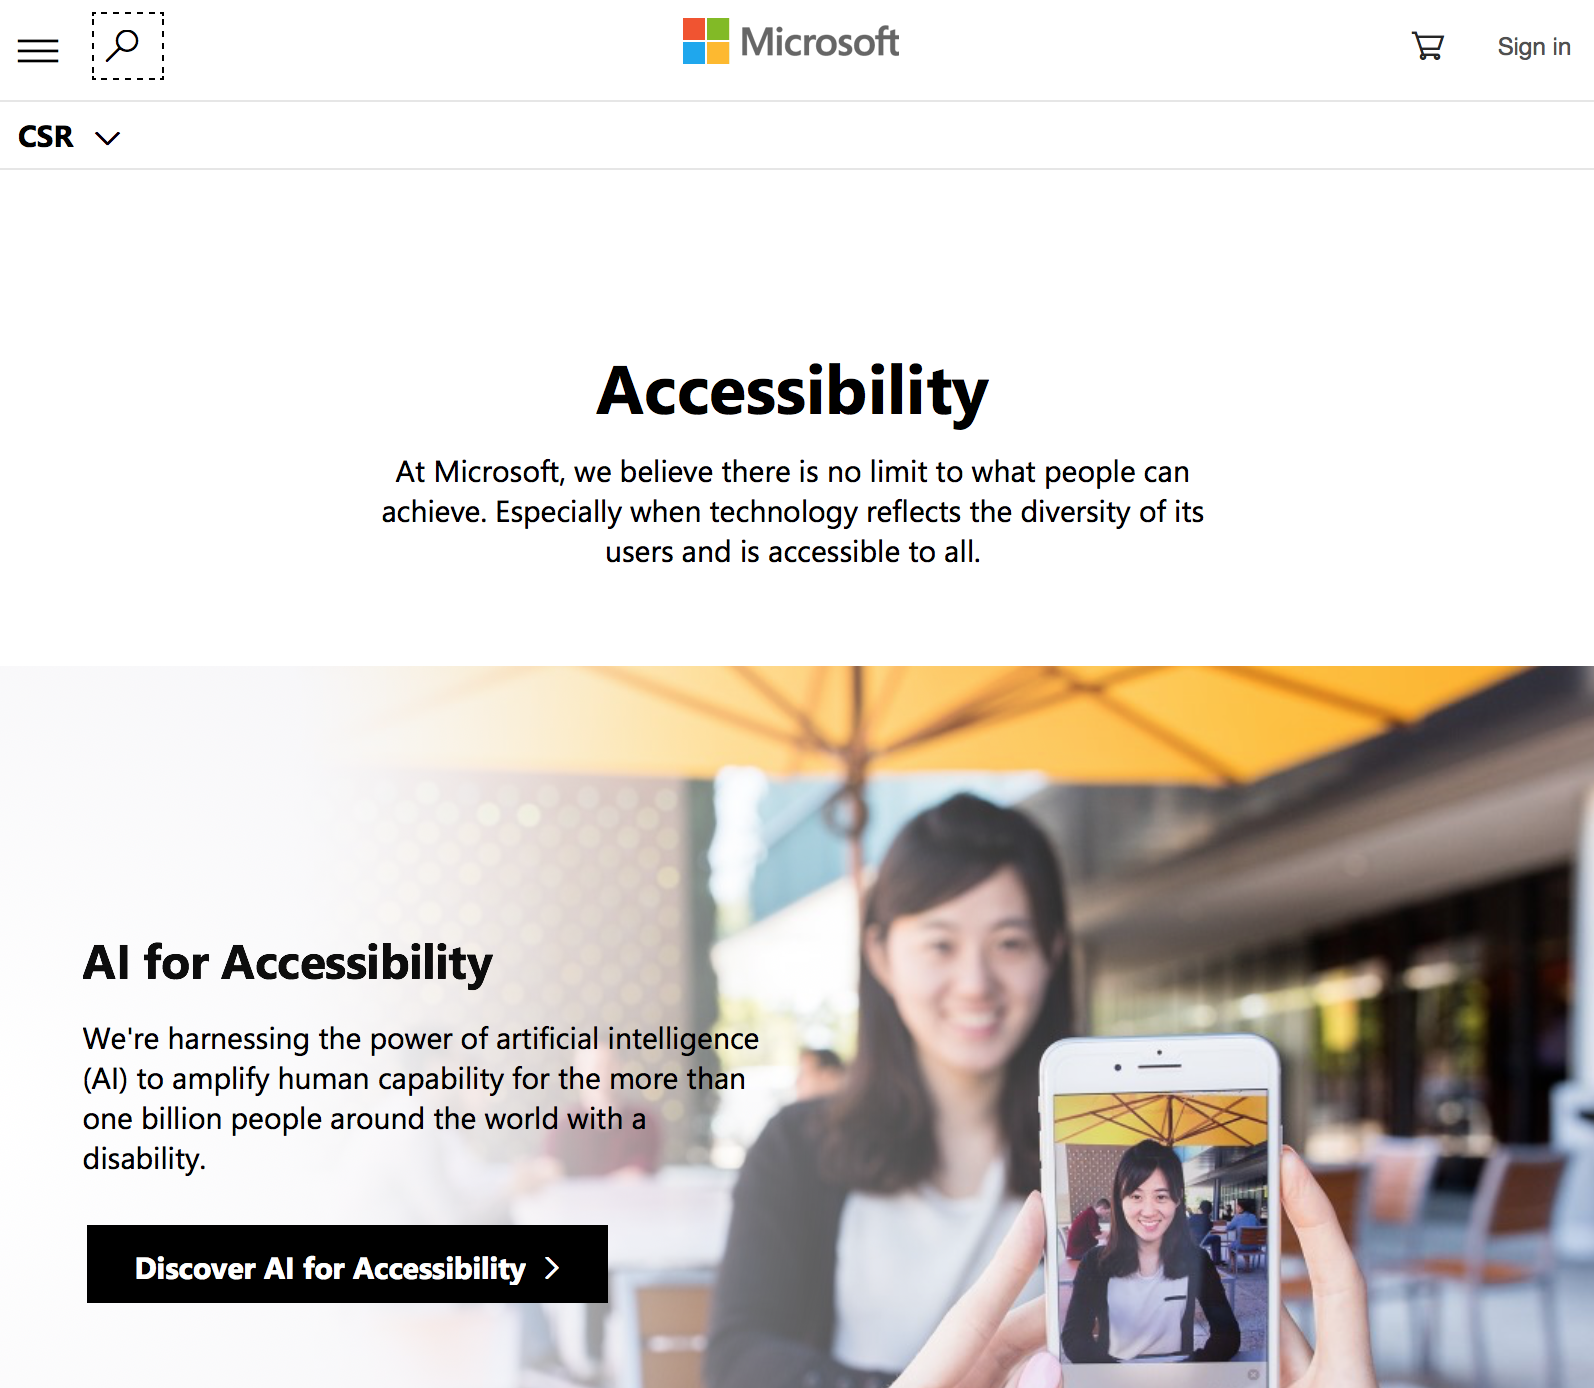 Microsoft
Sign in
CSR
Accessibility
At Microsoft, we believe there is no limit to what people can
achieve. Especially when technology reflects the diversity of its
users and is accessible to all.
AI for Accessibility
We're harnessing the power of artificial intelligence
(AI) to amplify human capability for the more than
one billion people around the world with a
disability.
Discover AI for Accessibility